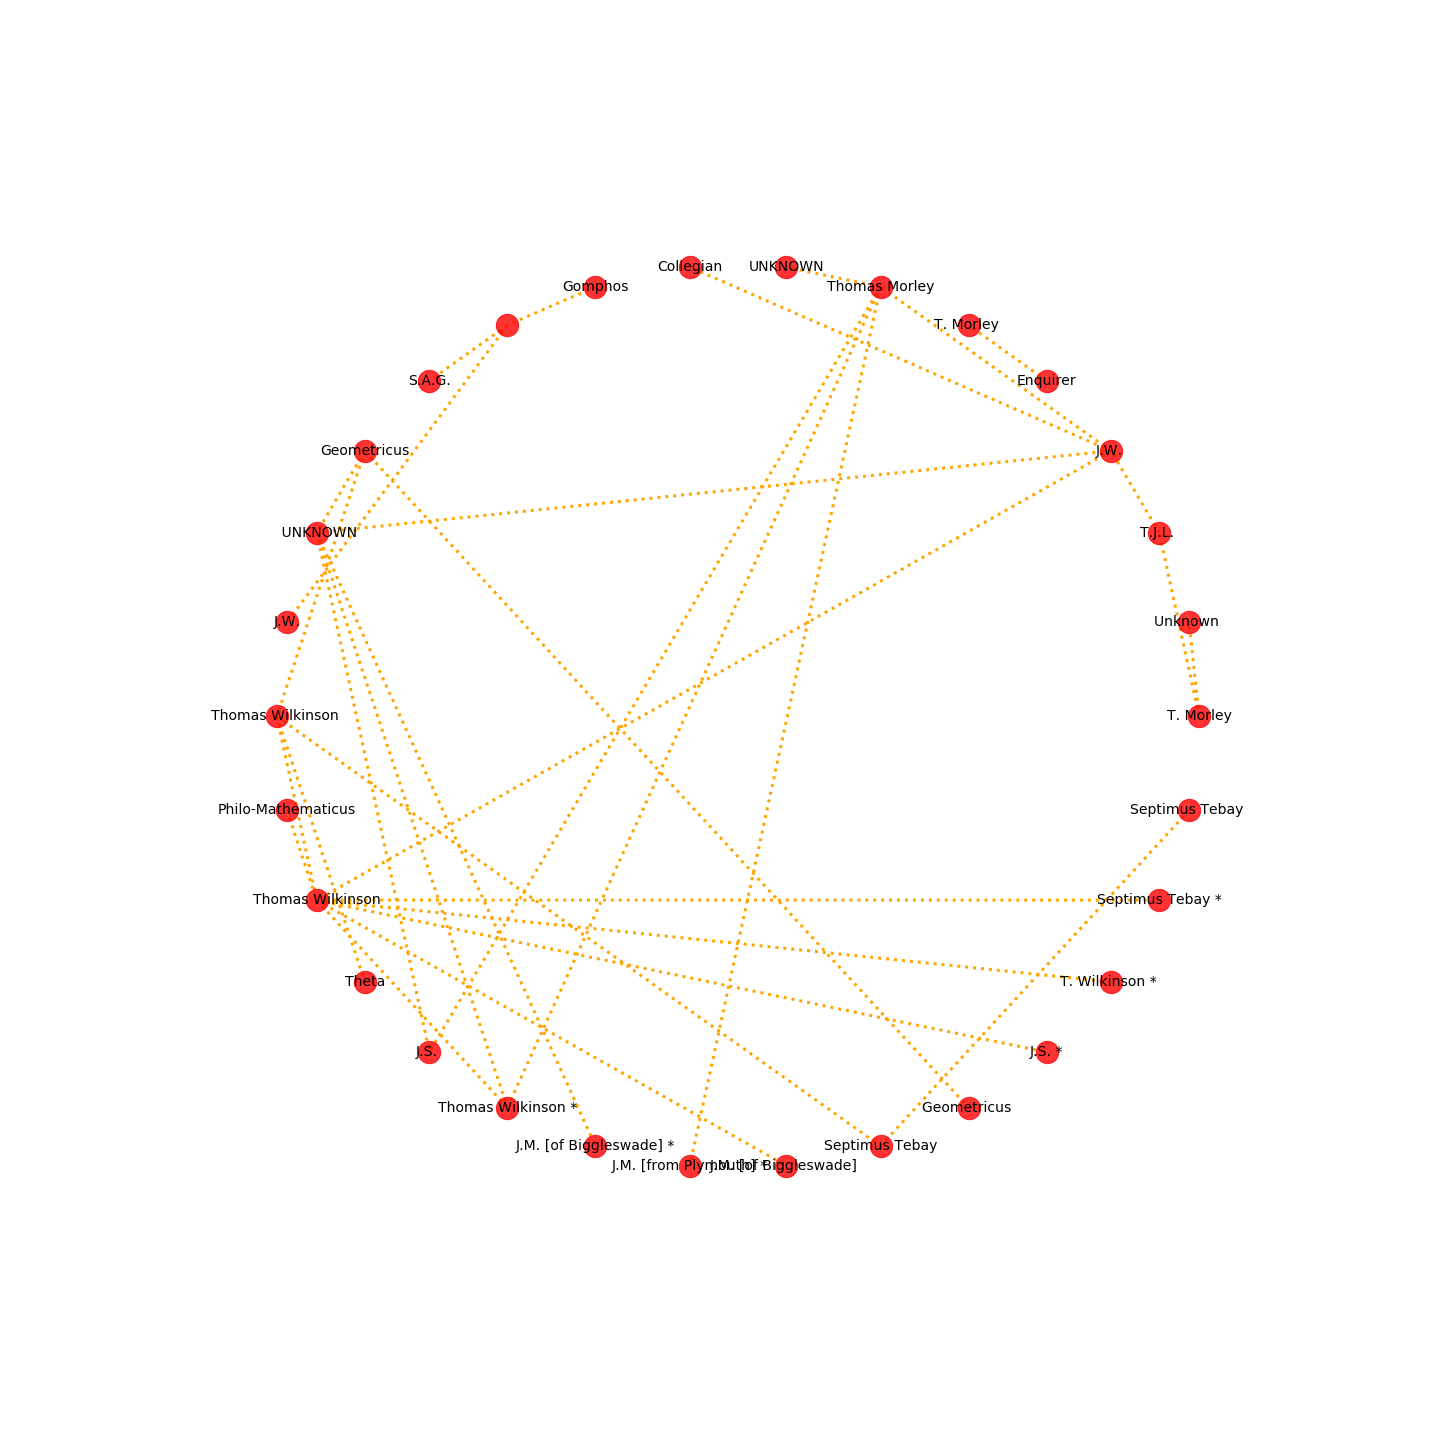 Collegian
UNKNOWN
Gomphos
Thomas Morley
T. Morley
S.A.G.
Enquirer
Geometricus
J.W.
UNKNOWN
T.J.L.
J.W.
Unknown
Thomas Wilkinson
T. Morley
Philo-Mathematicus
Septimus Tebay
Thomas Wilkinson
Septimus Tebay *
Theta
T. Wilkinson *
J.S.
J.S. *
Thomas Wilkinson *
Geometricus
J.M. [of Biggleswade] *
Septimus Tebay
J.M. [from Plymouth] *
J.M. [of Biggleswade]